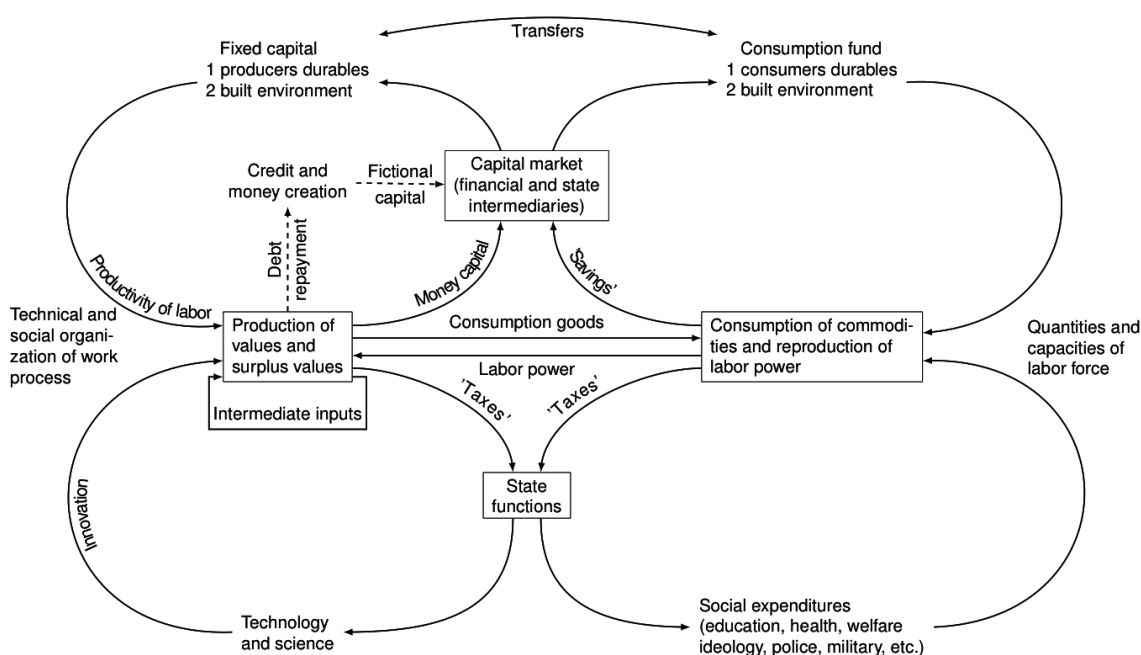 Transfers
Fixed capital
1 producers durables
2 built environment
Consumption fund
1 consumers durables
2 built environment
Capital market
(financial and state
intermediaries)
Credit and
money creation
Fictional
capital
Debt
repayment
Money capital
'Savings'
Productivity of labor
Technical and
social organi-
zation of work
process
Production of
values and
surplus values
Consumption goods
Labor power
Consumption of commodi-
ties and reproduction of
labor power
Quantities and
capacities of
labor force
Intermediate inputs
'Taxes'
'Taxes'
State
functions
Innovation
Technology
and science
Social expenditures
(education, health, welfare
ideology, police, military, etc.)